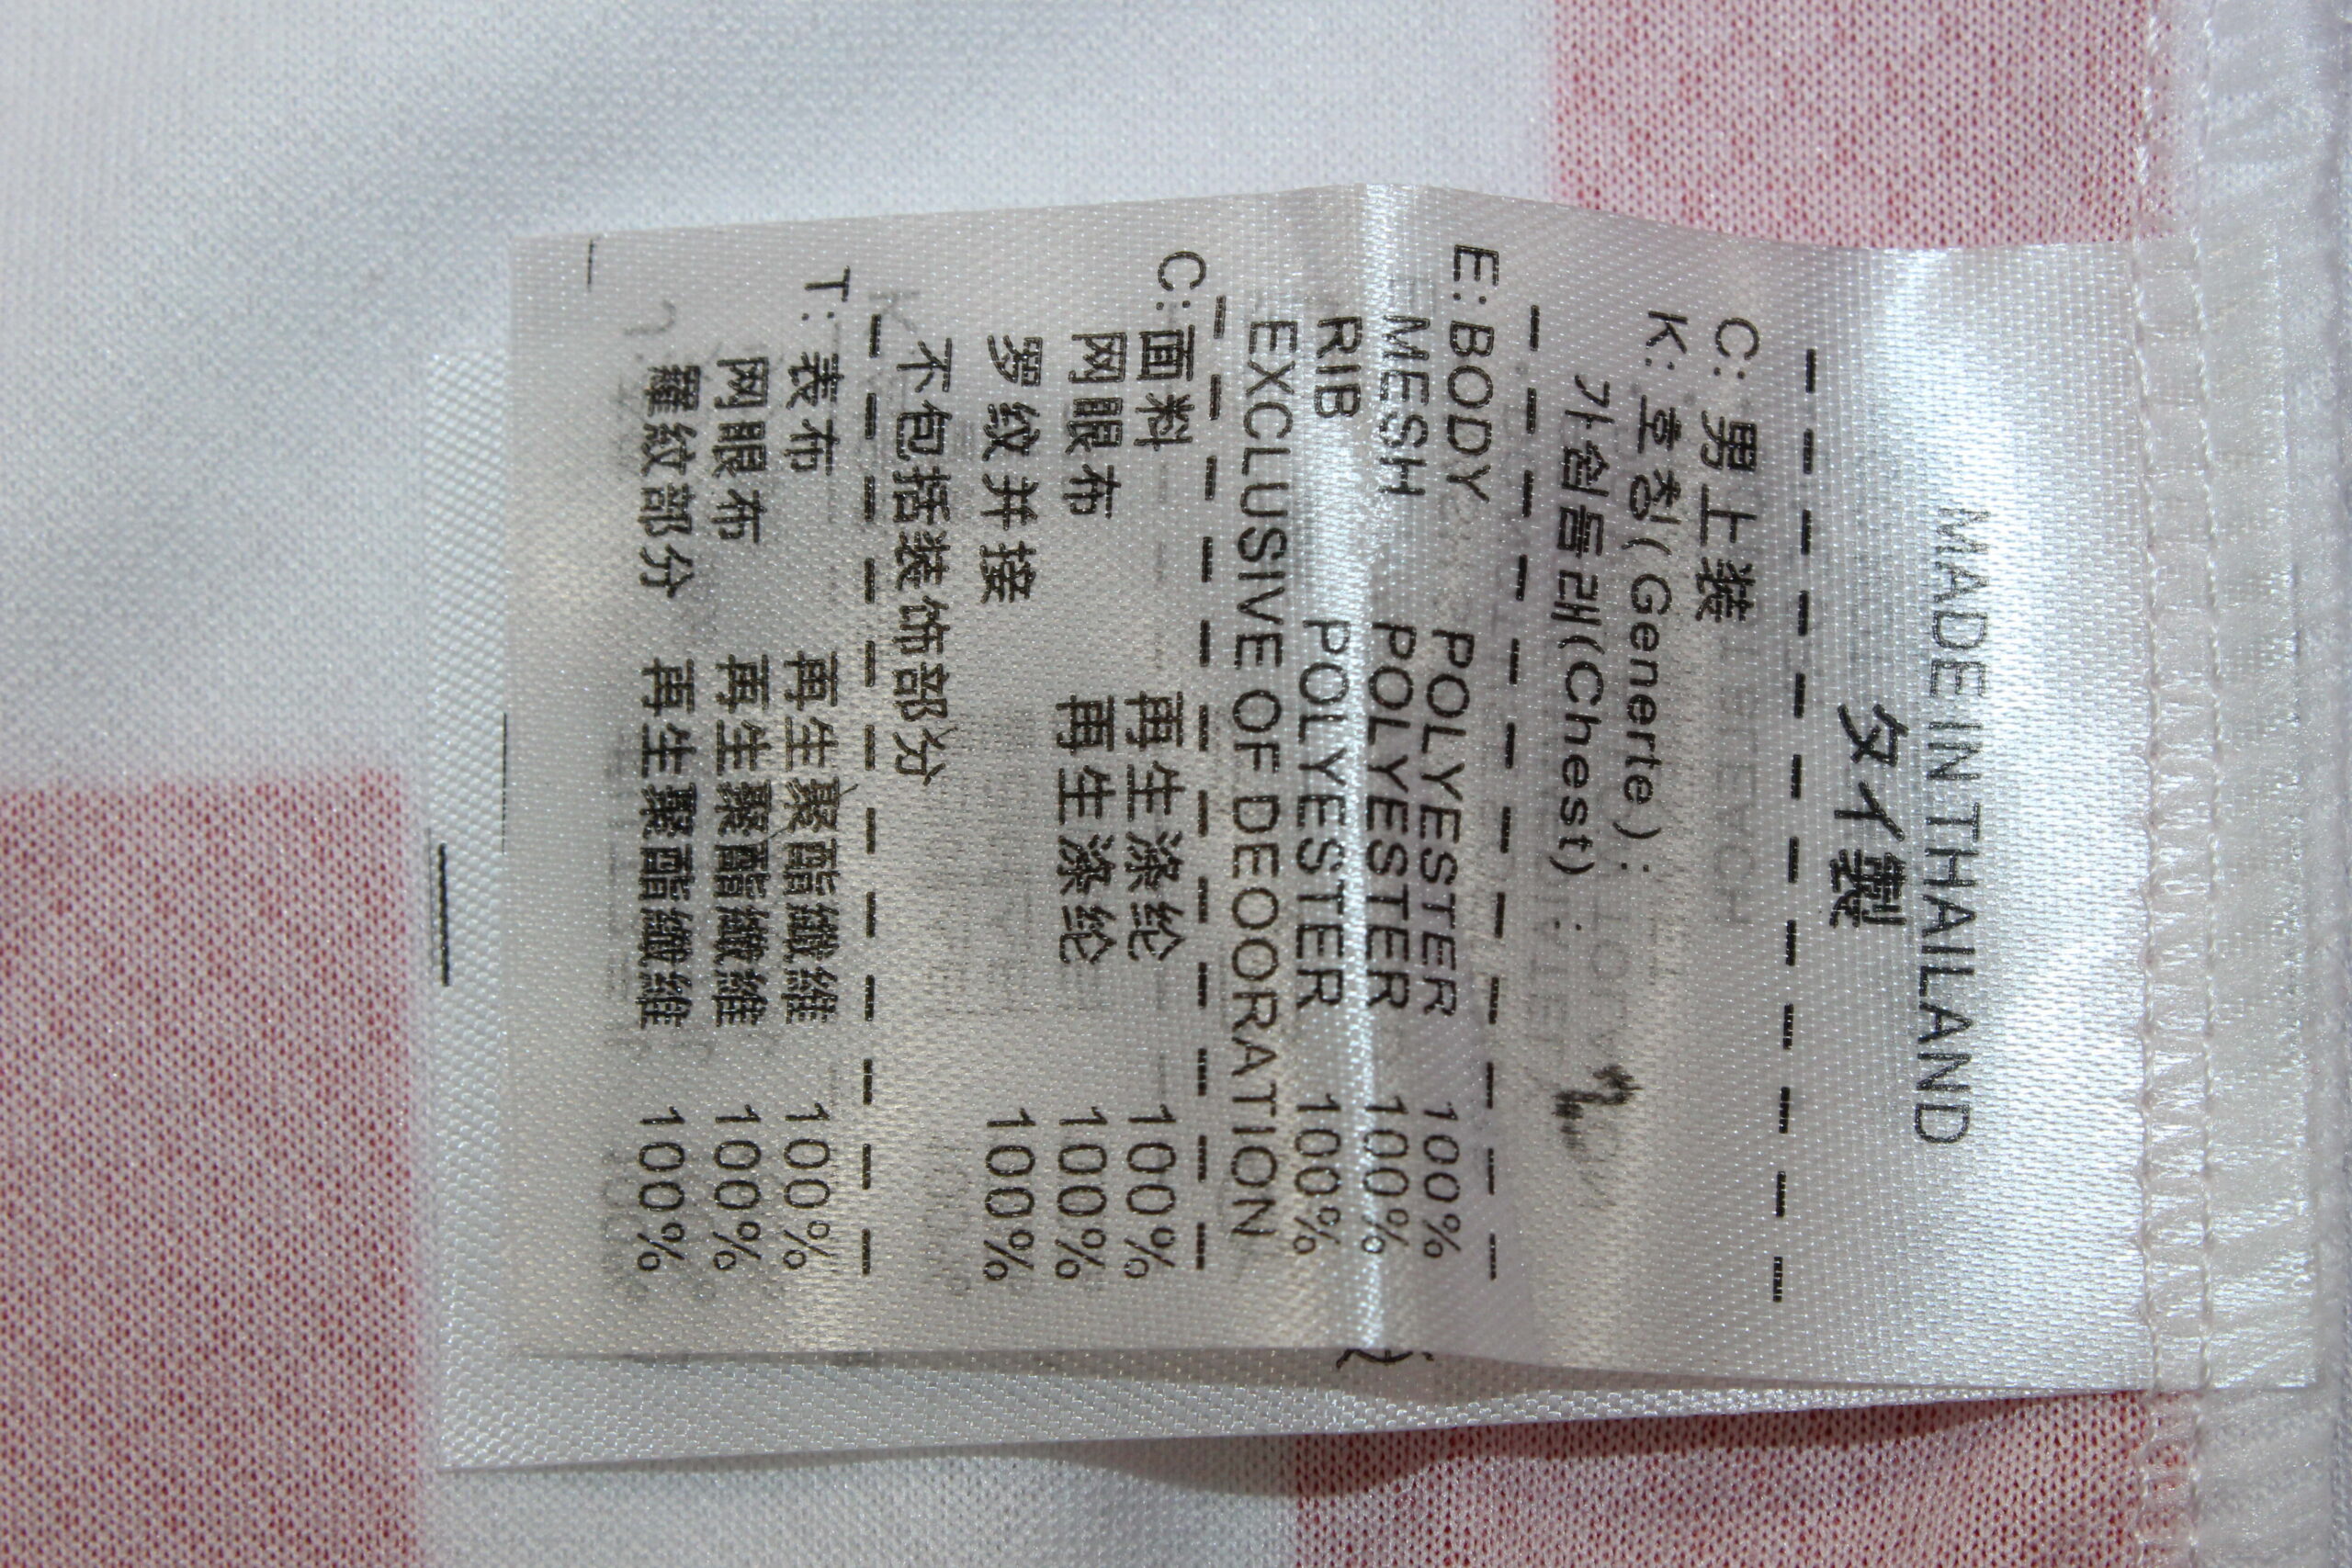 MADE IN THAILAND
タイ製
C: 男上装
K: 호칭(Generte):
가슴둘레(Chest):
E: BODY POLYESTER 100%
MESH POLYESTER 100%
RIB POLYESTER 100%
EXCLUSIVE OF DEOORATION
C: 面料 再生涤纶 100%
网眼布 再生涤纶 100%
罗纹并接 100%
不包括装饰部分
T: 表布 再生聚酯纖維 100%
网眼布 再生聚酯纖維 100%
羅紋部分 再生聚酯纖維 100%